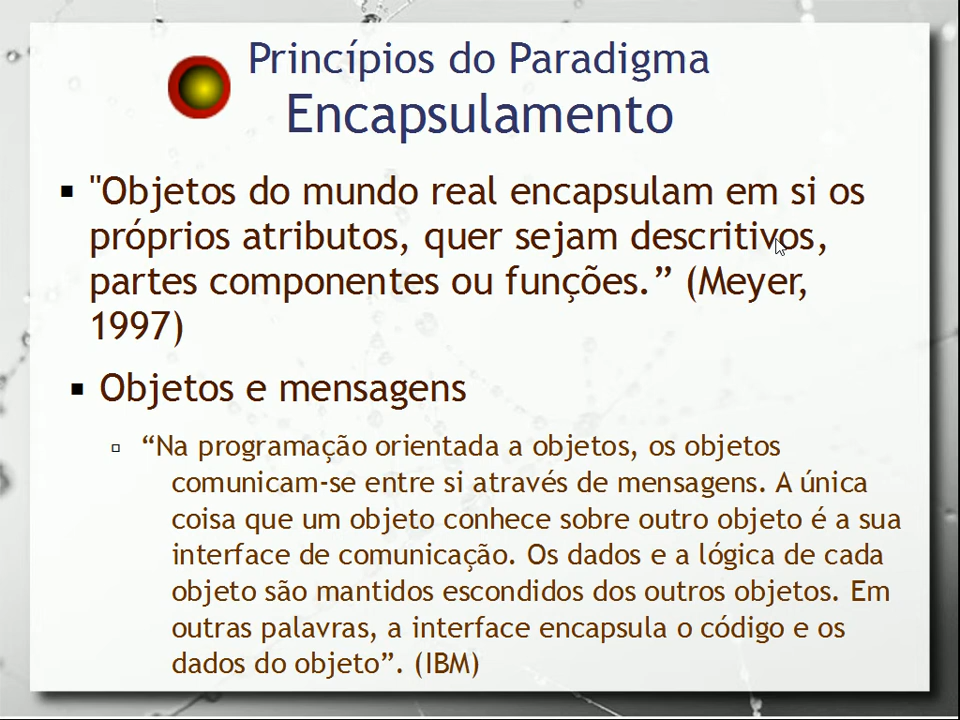 Princípios do Paradigma
Encapsulamento
"Objetos do mundo real encapsulam em si os
próprios atributos, quer sejam descritivos,
partes componentes ou funções.” (Meyer,
1997)
Objetos e mensagens
“Na programação orientada a objetos, os objetos
comunicam-se entre si através de mensagens. A única
coisa que um objeto conhece sobre outro objeto é a sua
interface de comunicação. Os dados e a lógica de cada
objeto são mantidos escondidos dos outros objetos. Em
outras palavras, a interface encapsula o código e os
dados do objeto”. (IBM)